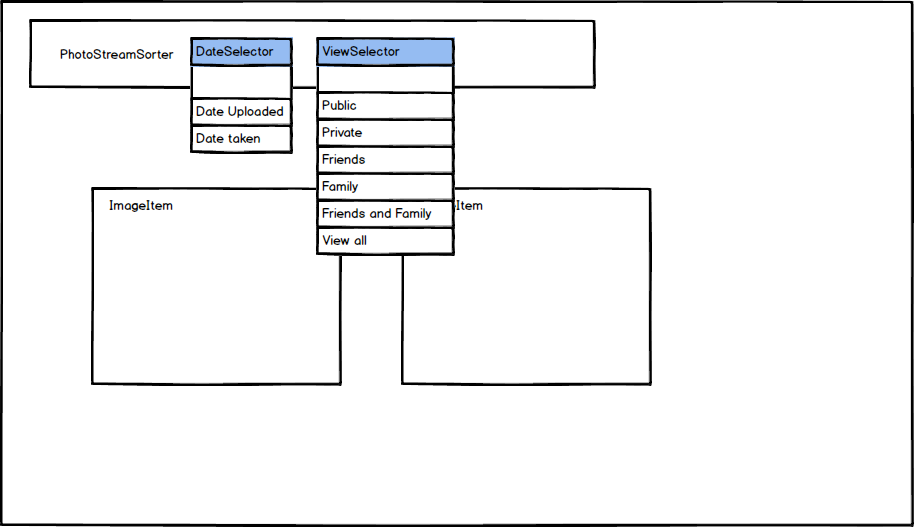 PhotoStreamSorter
DateSelector
Date Uploaded
Date taken
ViewSelector
Public
Private
Friends
Family
Friends and Family
View all
ImageItem
Item